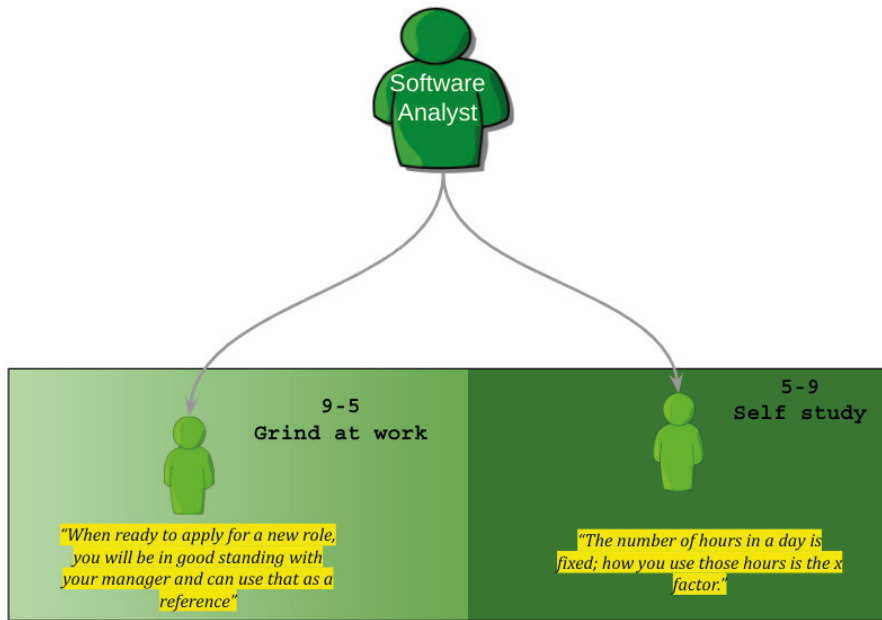 Software
Analyst
9-5
Grind at work
“When ready to apply for a new role,
you will be in good standing with
your manager and can use that as a
reference”
5-9
Self study
“The number of hours in a day is
fixed; how you use those hours is the x
factor.”